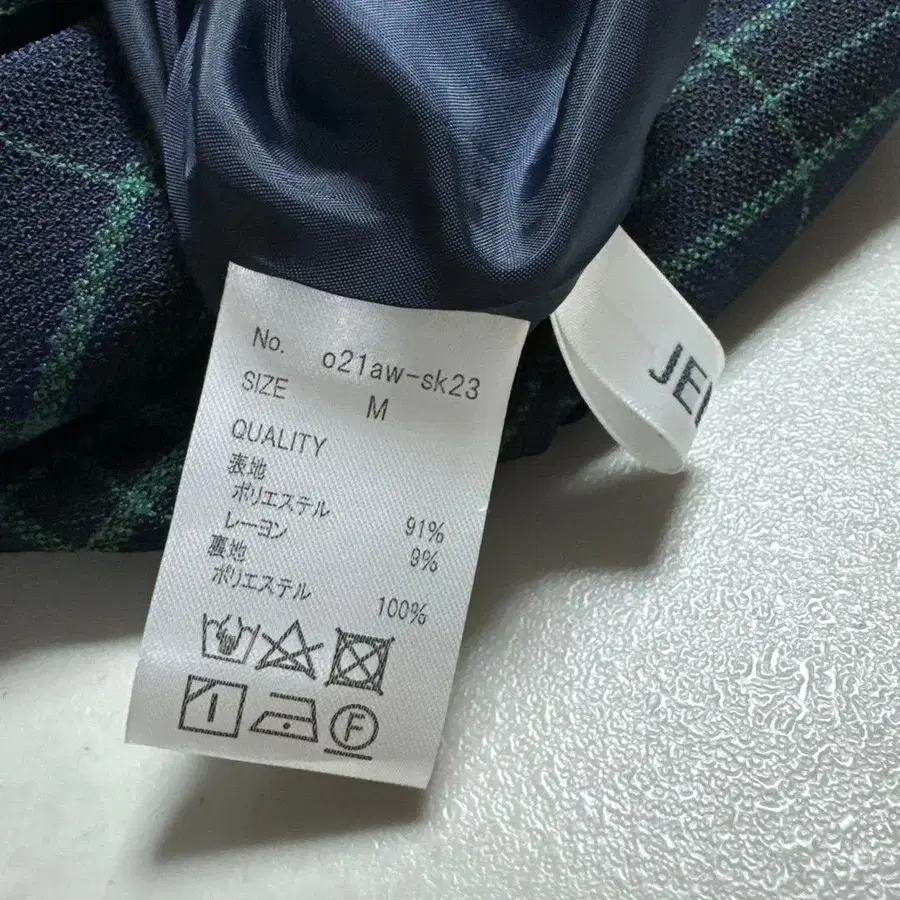 No. o21aw-sk23
SIZE M
QUALITY
表地
ポリエステル 91%
レーヨン 9%
裏地
ポリエステル 100%
F